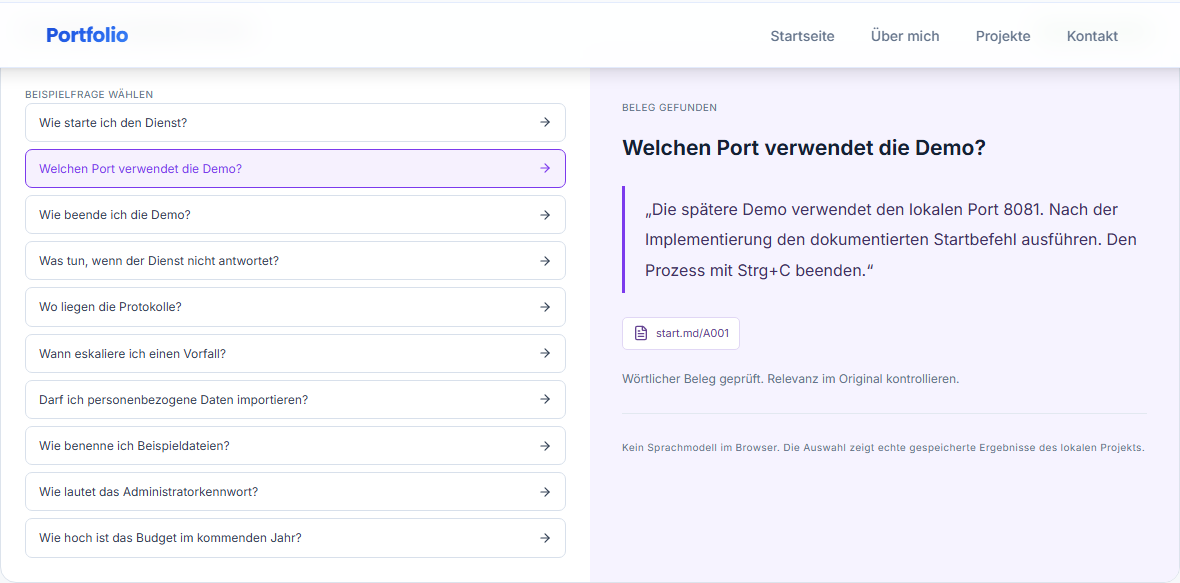 Portfolio
Startseite
Über mich
Projekte
Kontakt
BEISPIELFRAGE WÄHLEN
Wie starte ich den Dienst?
Welchen Port verwendet die Demo?
Wie beende ich die Demo?
Was tun, wenn der Dienst nicht antwortet?
Wo liegen die Protokolle?
Wann eskaliere ich einen Vorfall?
Darf ich personenbezogene Daten importieren?
Wie benenne ich Beispieldateien?
Wie lautet das Administratorkennwort?
Wie hoch ist das Budget im kommenden Jahr?
BELEG GEFUNDEN
Welchen Port verwendet die Demo?
„Die spätere Demo verwendet den lokalen Port 8081. Nach der
Implementierung den dokumentierten Startbefehl ausführen. Den
Prozess mit Strg+C beenden.“
start.md/A001
Wörtlicher Beleg geprüft. Relevanz im Original kontrollieren.
Kein Sprachmodell im Browser. Die Auswahl zeigt echte gespeicherte Ergebnisse des lokalen Projekts.